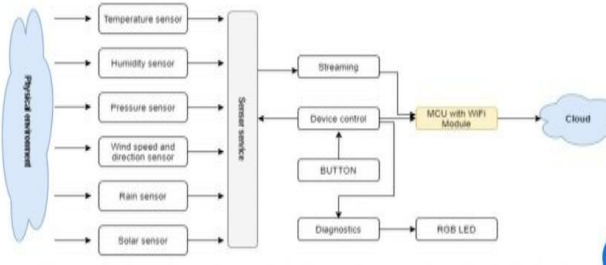 Physical environment
Temperature sensor
Humidity sensor
Pressure sensor
Wind speed and
direction sensor
Rain sensor
Solar sensor
Sensor service
Streaming
Device control
BUTTON
Diagnostics
RGB LED
MCU with WiFi
Module
Cloud